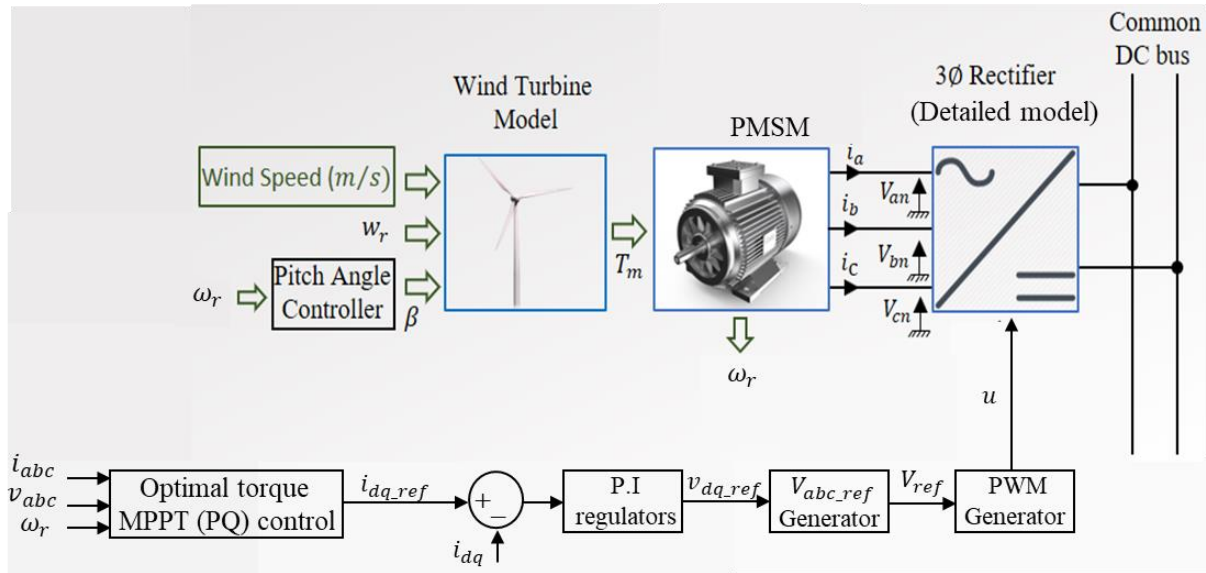 Common
DC bus
3Ø Rectifier
(Detailed model)
Wind Turbine
Model
PMSM
Wind Speed (m/s)
w_r
ω_r
Pitch Angle
Controller
β
T_m
i_a
i_b
i_C
V_an
V_bn
V_cn
ω_r
u
i_abc
v_abc
ω_r
Optimal torque
MPPT (PQ) control
i_dq_ref
+
−
i_dq
P.I
regulators
v_dq_ref
V_abc_ref
Generator
V_ref
PWM
Generator